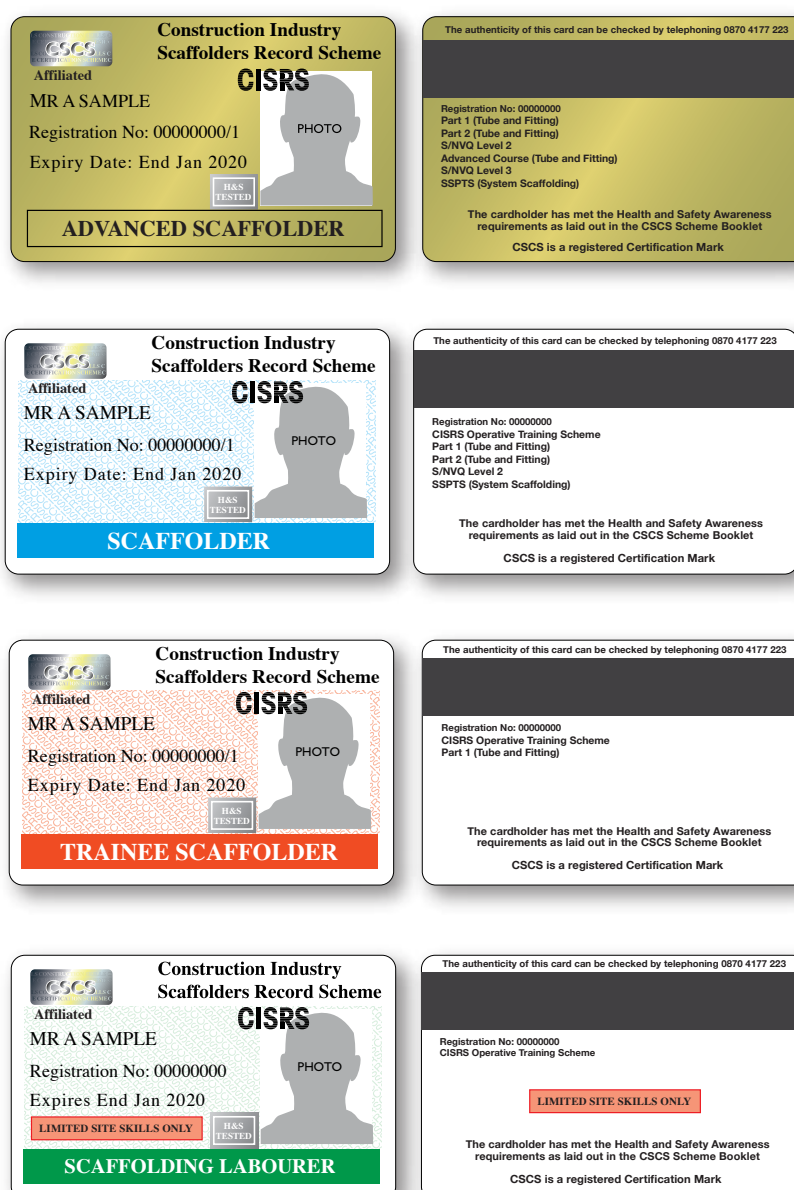 Construction Industry
Scaffolders Record Scheme
CSCS
Affiliated
CISRS
MR A SAMPLE
Registration No: 00000000/1
PHOTO
Expiry Date: End Jan 2020
H&S
TESTED
ADVANCED SCAFFOLDER
The authenticity of this card can be checked by telephoning 0870 4177 223
Registration No: 00000000
Part 1 (Tube and Fitting)
Part 2 (Tube and Fitting)
S/NVQ Level 2
Advanced Course (Tube and Fitting)
S/NVQ Level 3
SSPTS (System Scaffolding)
The cardholder has met the Health and Safety Awareness
requirements as laid out in the CSCS Scheme Booklet
CSCS is a registered Certification Mark
Construction Industry
Scaffolders Record Scheme
CSCS
Affiliated
CISRS
MR A SAMPLE
Registration No: 00000000/1
PHOTO
Expiry Date: End Jan 2020
H&S
TESTED
SCAFFOLDER
The authenticity of this card can be checked by telephoning 0870 4177 223
Registration No: 00000000
CISRS Operative Training Scheme
Part 1 (Tube and Fitting)
Part 2 (Tube and Fitting)
S/NVQ Level 2
SSPTS (System Scaffolding)
The cardholder has met the Health and Safety Awareness
requirements as laid out in the CSCS Scheme Booklet
CSCS is a registered Certification Mark
Construction Industry
Scaffolders Record Scheme
CSCS
Affiliated
CISRS
MR A SAMPLE
Registration No: 00000000/1
PHOTO
Expiry Date: End Jan 2020
H&S
TESTED
TRAINEE SCAFFOLDER
The authenticity of this card can be checked by telephoning 0870 4177 223
Registration No: 00000000
CISRS Operative Training Scheme
Part 1 (Tube and Fitting)
The cardholder has met the Health and Safety Awareness
requirements as laid out in the CSCS Scheme Booklet
CSCS is a registered Certification Mark
Construction Industry
Scaffolders Record Scheme
CSCS
Affiliated
CISRS
MR A SAMPLE
Registration No: 00000000
PHOTO
Expires End Jan 2020
LIMITED SITE SKILLS ONLY
H&S
TESTED
SCAFFOLDING LABOURER
The authenticity of this card can be checked by telephoning 0870 4177 223
Registration No: 00000000
CISRS Operative Training Scheme
LIMITED SITE SKILLS ONLY
The cardholder has met the Health and Safety Awareness
requirements as laid out in the CSCS Scheme Booklet
CSCS is a registered Certification Mark